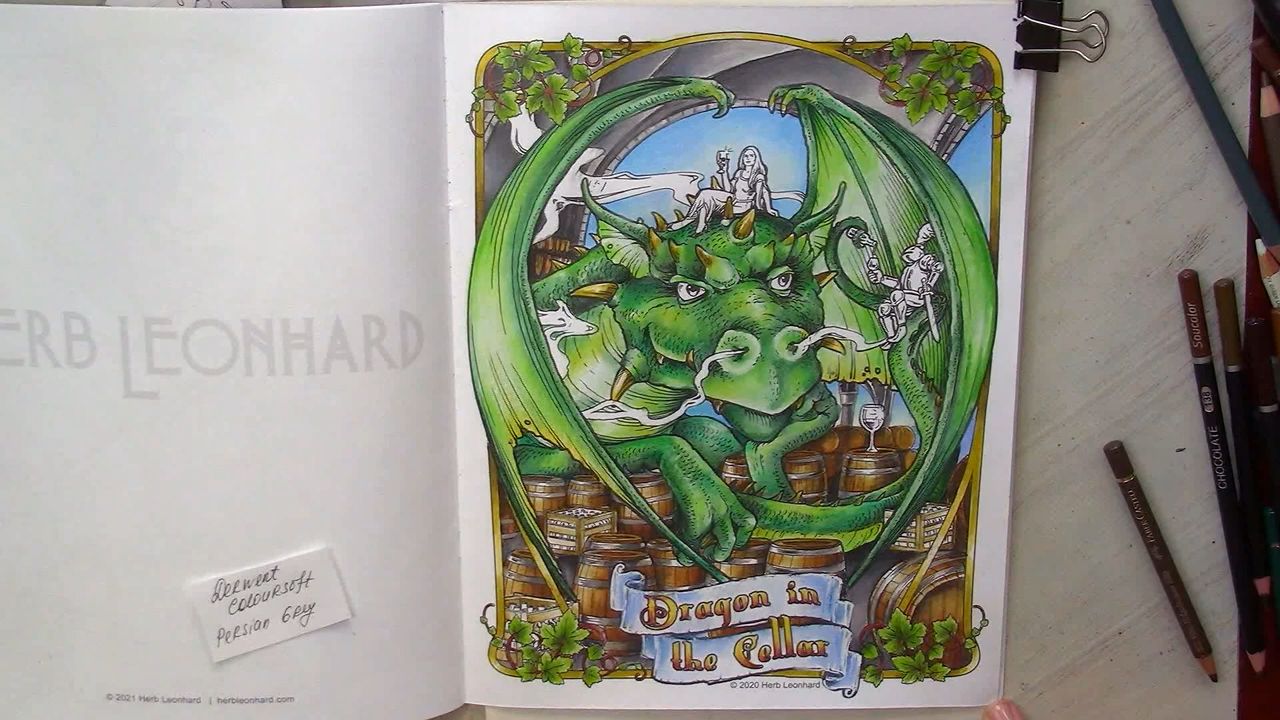 ERB LEONHARD
Derwent
Coloursoft
Persian Grey
© 2021 Herb Leonhard | herbleonhard.com
Dragon in
the Cellar
© 2020 Herb Leonhard
Soucolor
CHOCOLATE